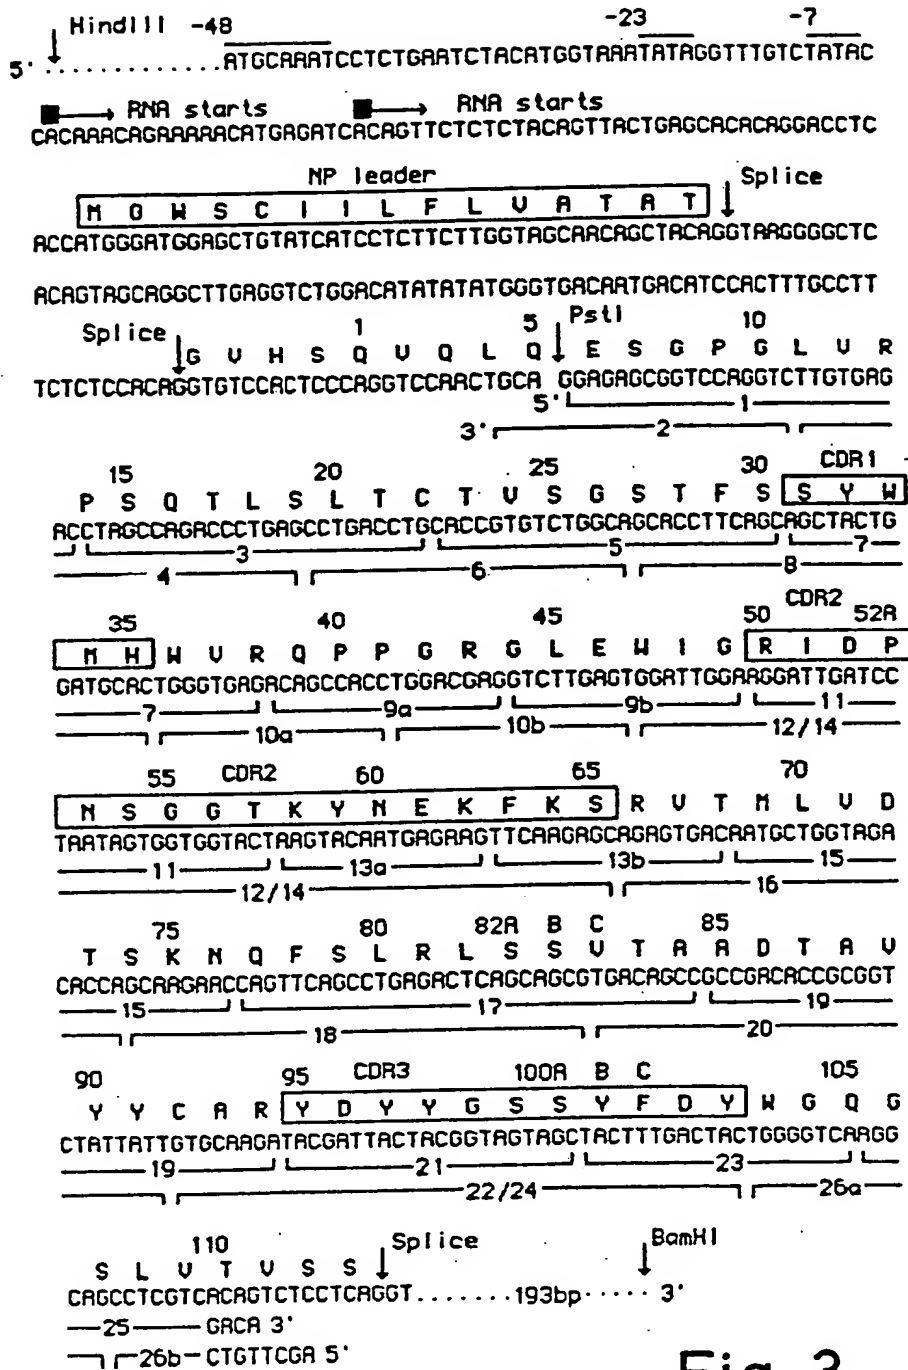 HindIII -48 -23 -7
5' ..............ATGCAAATCCTCTGAATCTACATGGTAAATATAGGTTTGTCTATAC
RNA starts RNA starts
CACAAACAGAAAAACATGAGATCACAGTTCTCTCTACAGTTACTGAGCACACAGGACCTC
NP leader Splice
M G W S C I I L F L V A T A T
ACCATGGGATGGAGCTGTATCATCCTCTTCTTGGTAGCAACAGCTACAGGTAAGGGGCTC
ACAGTAGCAGGCTTGAGGTCTGGACATATATATGGGTGACAATGACATCCACTTTGCCTT
Splice 1 5 PstI 10
G V H S Q V Q L Q E S G P G L V R
TCTCTCCACAGGTGTCCACTCCCAGGTCCAACTGCA GGAGAGCGGTCCAGGTCTTGTGAG
5' 1
3' 2
15 20 25 30 CDR1
P S Q T L S L T C T V S G S T F S S Y W
ACCTAGCCAGACCCTGAGCCTGACCTGCACCGTGTCTGGCAGCACCTTCAGCAGCTACTG
3 5 7
4 6 8
35 40 45 50 CDR2 52A
M H W V R Q P P G R G L E W I G R I D P
GATGCACTGGGTGAGACAGCCACCTGGACGAGGTCTTGAGTGGATTGGAAGGATTGATCC
7 9a 9b 11
10a 10b 12/14
55 CDR2 60 65 70
N S G G T K Y N E K F K S R V T M L V D
TAATAGTGGTGGTACTAAGTACAATGAGAAGTTCAAGAGCAGAGTGACAATGCTGGTAGA
11 13a 13b 15
12/14 16
75 80 82A B C 85
T S K N Q F S L R L S S V T A A D T A V
CACCAGCAAGAACCAGTTCAGCCTGAGACTCAGCAGCGTGACAGCCGCCGACACCGCGGT
15 17 19
18 20
90 95 CDR3 100A B C 105
Y Y C A R Y D Y Y G S S Y F D Y W G Q G
CTATTATTGTGCAAGATACGATTACTACGGTAGTAGCTACTTTGACTACTGGGGTCAAGG
19 21 23
22/24 26a
110 Splice BamHI
S L V T V S S
CAGCCTCGTCACAGTCTCCTCAGGT.......193bp..... 3'
25 GACA 3'
26b CTGTTCGA 5'
Fig. 3